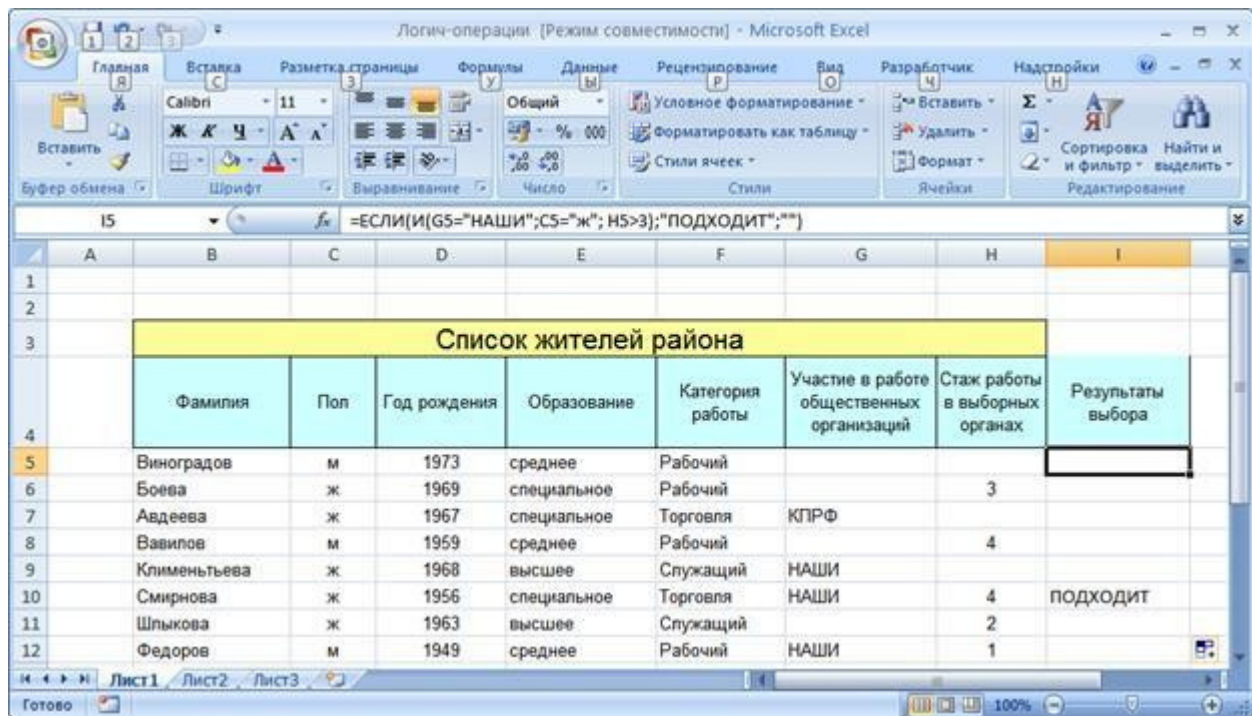 Логич-операции [Режим совместимости] - Microsoft Excel
1 2 3
Главная Вставка Разметка страницы Формулы Данные Рецензирование Вид Разработчик Надстройки
Я С З У Ы Р О Ч Н
Вставить
Буфер обмена
Calibri 11
Ж К Ч
Шрифт
Выравнивание
Общий
% 000
Число
Условное форматирование
Форматировать как таблицу
Стили ячеек
Стили
Вставить
Удалить
Формат
Ячейки
Σ
Сортировка и фильтр
Найти и выделить
Редактирование
I5 fx =ЕСЛИ(И(G5="НАШИ";C5="ж"; H5>3);"ПОДХОДИТ";"")
A B C D E F G H I
1
2
3 Список жителей района
4 Фамилия Пол Год рождения Образование Категория работы Участие в работе общественных организаций Стаж работы в выборных органах Результаты выбора
5 Виноградов м 1973 среднее Рабочий
6 Боева ж 1969 специальное Рабочий 3
7 Авдеева ж 1967 специальное Торговля КПРФ
8 Вавилов м 1959 среднее Рабочий 4
9 Клименьтьева ж 1968 высшее Служащий НАШИ
10 Смирнова ж 1956 специальное Торговля НАШИ 4 ПОДХОДИТ
11 Шлыкова ж 1963 высшее Служащий 2
12 Федоров м 1949 среднее Рабочий НАШИ 1
Лист1 Лист2 Лист3
Готово 100%